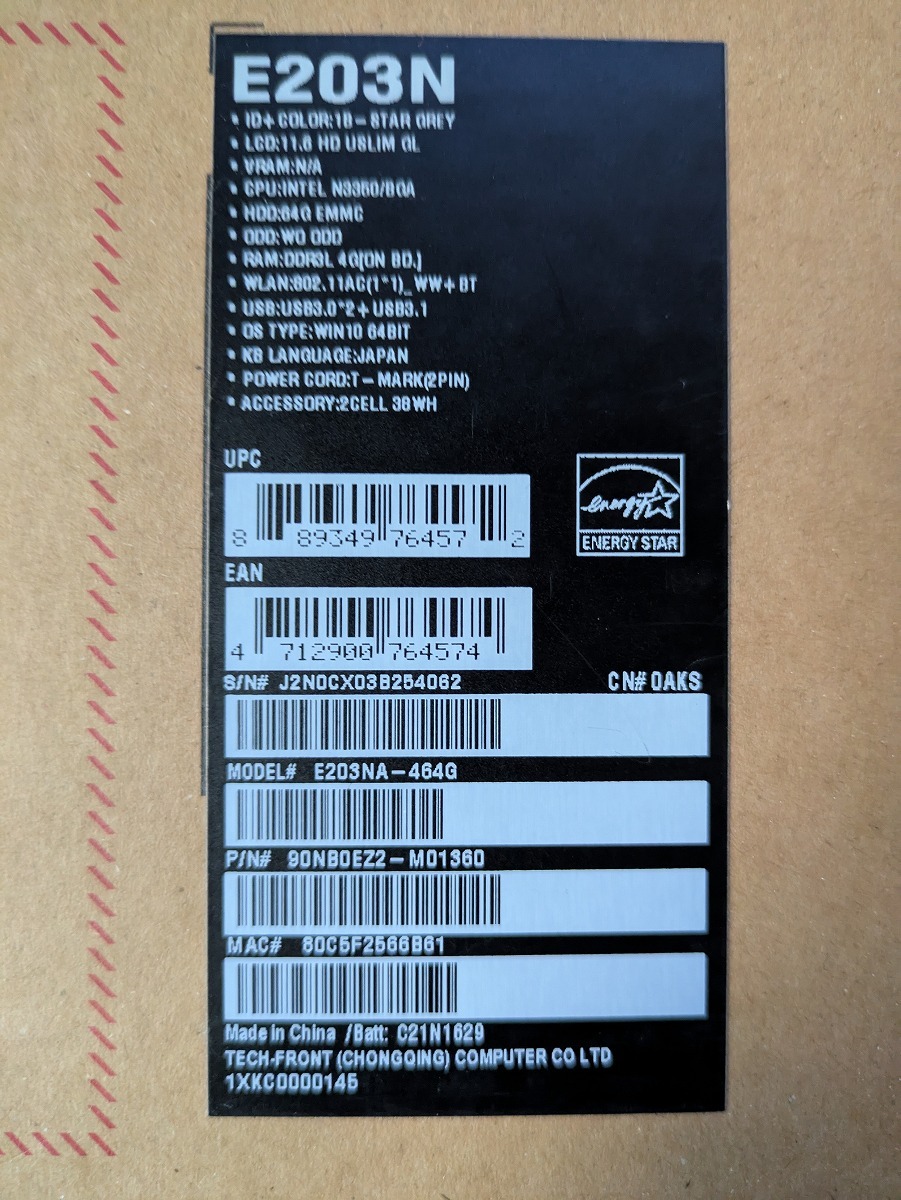 E203N
• ID+COLOR:1B-STAR GREY
• LCD:11.6 HD USLIM GL
• VRAM:N/A
• CPU:INTEL N3350/BGA
• HDD:64G EMMC
• ODD:WO ODD
• RAM:DDR3L 4G[ON BD.]
• WLAN:802.11AC(1*1)_WW+BT
• USB:USB3.0*2+USB3.1
• OS TYPE:WIN10 64BIT
• KB LANGUAGE:JAPAN
• POWER CORD:T-MARK(2PIN)
• ACCESSORY:2CELL 38WH
UPC
8 89349 76457 2
energy
ENERGY STAR
EAN
4 712900 764574
S/N# J2N0CX03B254062 CN# 0AKS
MODEL# E203NA-464G
P/N# 90NB0EZ2-M01360
MAC# 80C5F2566B61
Made in China /Batt: C21N1629
TECH-FRONT (CHONGQING) COMPUTER CO LTD
1XKC0000145